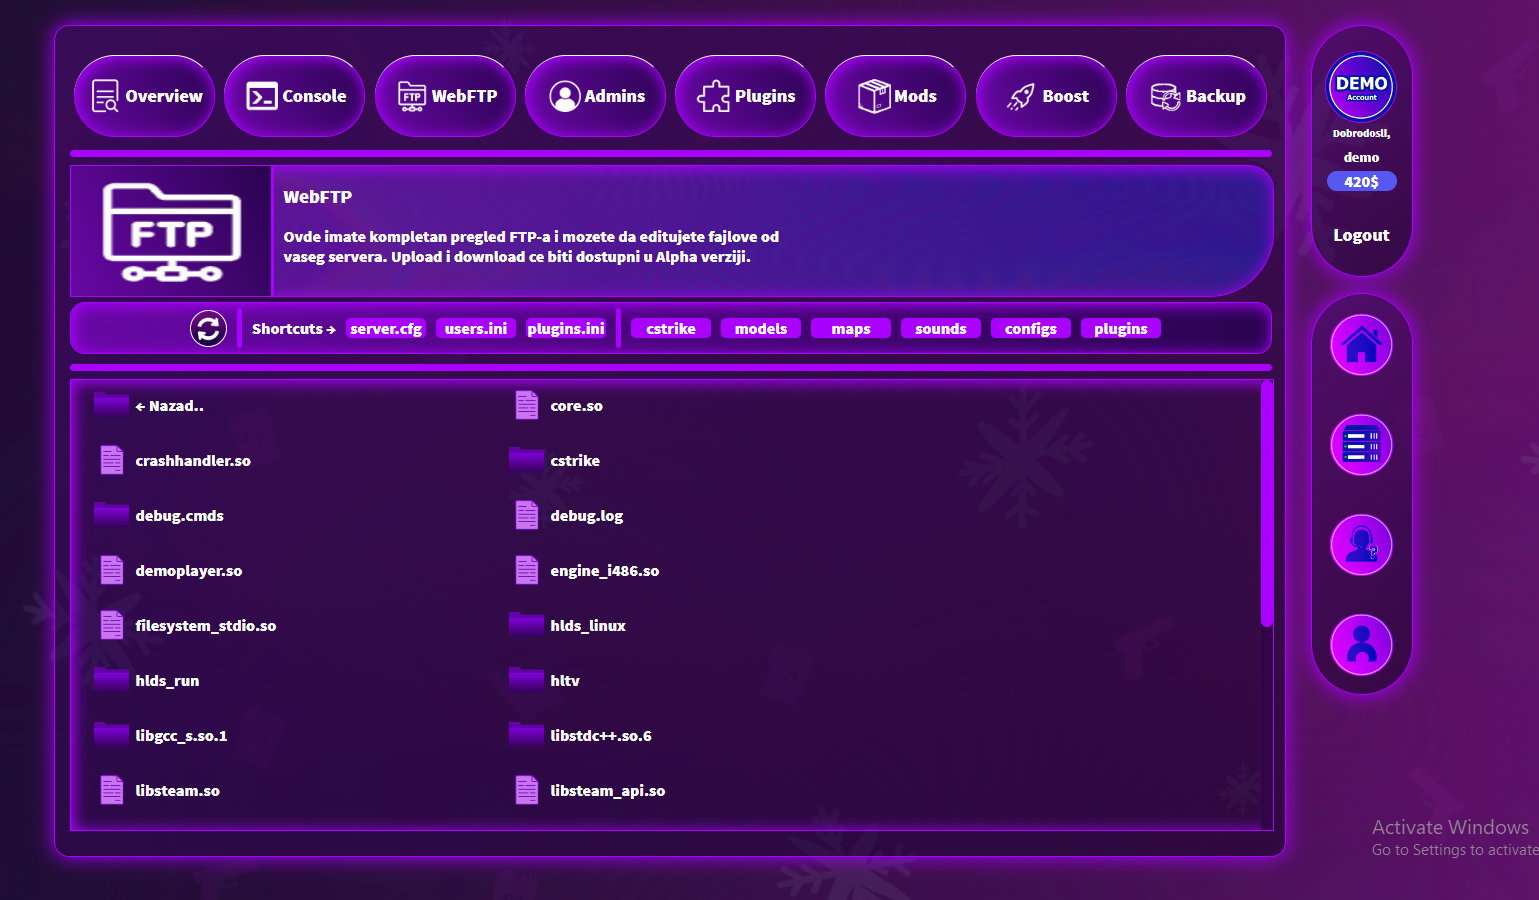 Overview
Console
FTP
WebFTP
Admins
Plugins
Mods
Boost
Backup
DEMO
Account
Dobrodosli,
demo
420$
Logout
FTP
WebFTP
Ovde imate kompletan pregled FTP-a i mozete da editujete fajlove od
vaseg servera. Upload i download ce biti dostupni u Alpha verziji.
Shortcuts → server.cfg users.ini plugins.ini cstrike models maps sounds configs plugins
← Nazad..
core.so
crashhandler.so
cstrike
debug.cmds
debug.log
demoplayer.so
engine_i486.so
filesystem_stdio.so
hlds_linux
hlds_run
hltv
libgcc_s.so.1
libstdc++.so.6
libsteam.so
libsteam_api.so
?
Activate Windows
Go to Settings to activate